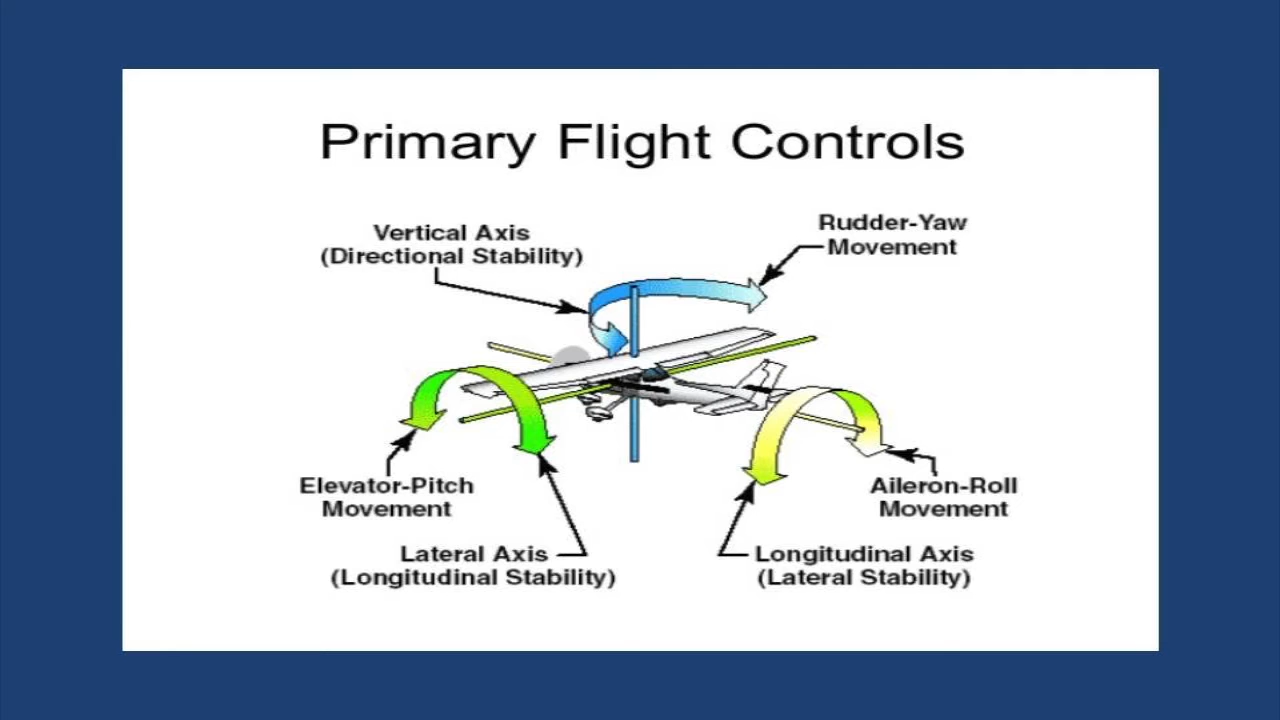 Primary Flight Controls
Vertical Axis
(Directional Stability)
Rudder-Yaw
Movement
Elevator-Pitch
Movement
Aileron-Roll
Movement
Lateral Axis
(Longitudinal Stability)
Longitudinal Axis
(Lateral Stability)